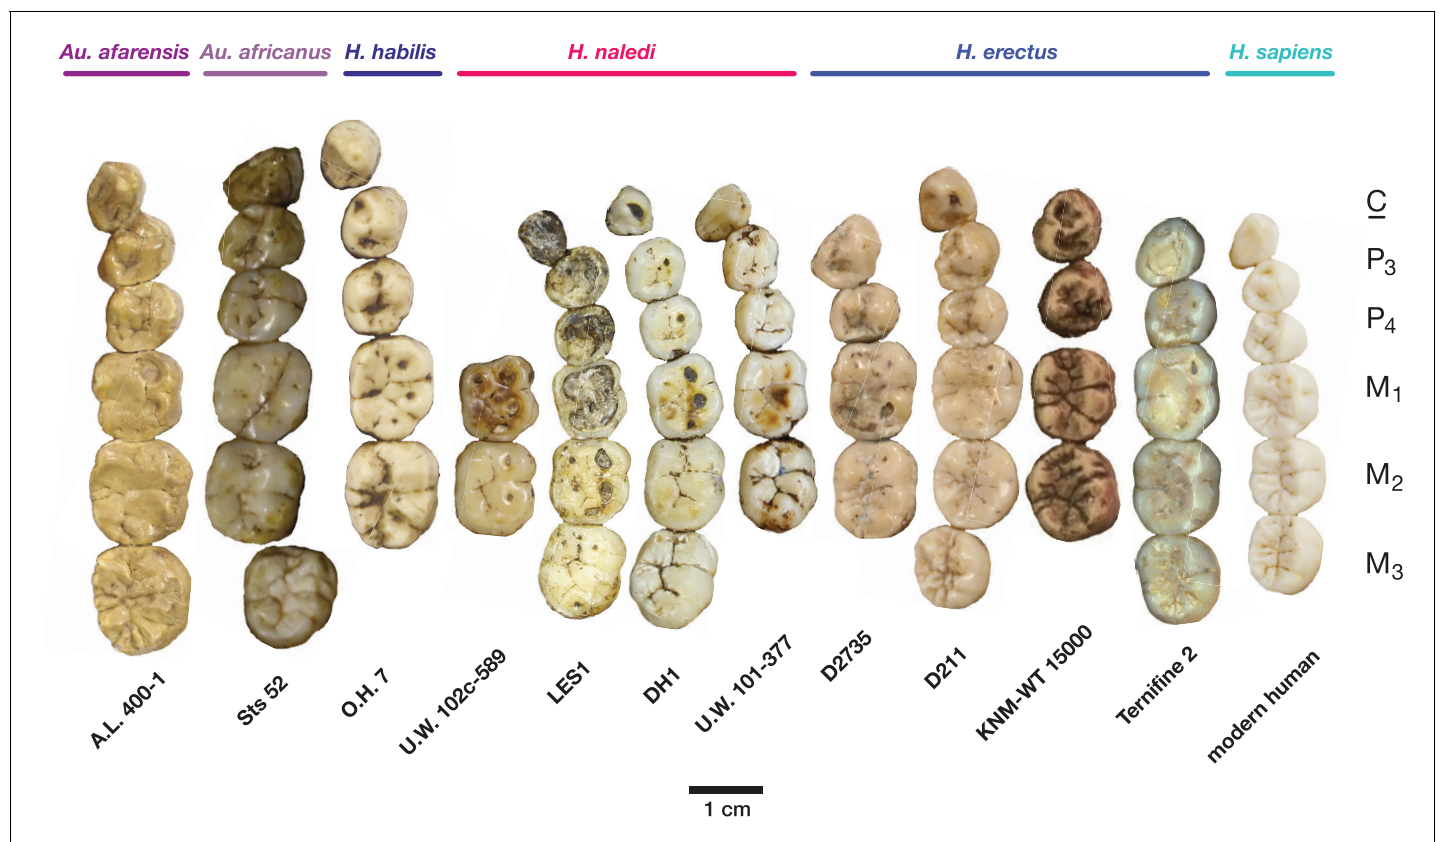 Au. afarensis Au. africanus H. habilis H. naledi H. erectus H. sapiens
C
P3
P4
M1
M2
M3
A.L. 400-1
Sts 52
O.H. 7
U.W. 102c-589
LES1
DH1
U.W. 101-377
D2735
D211
KNM-WT 15000
Ternifine 2
modern human
1 cm